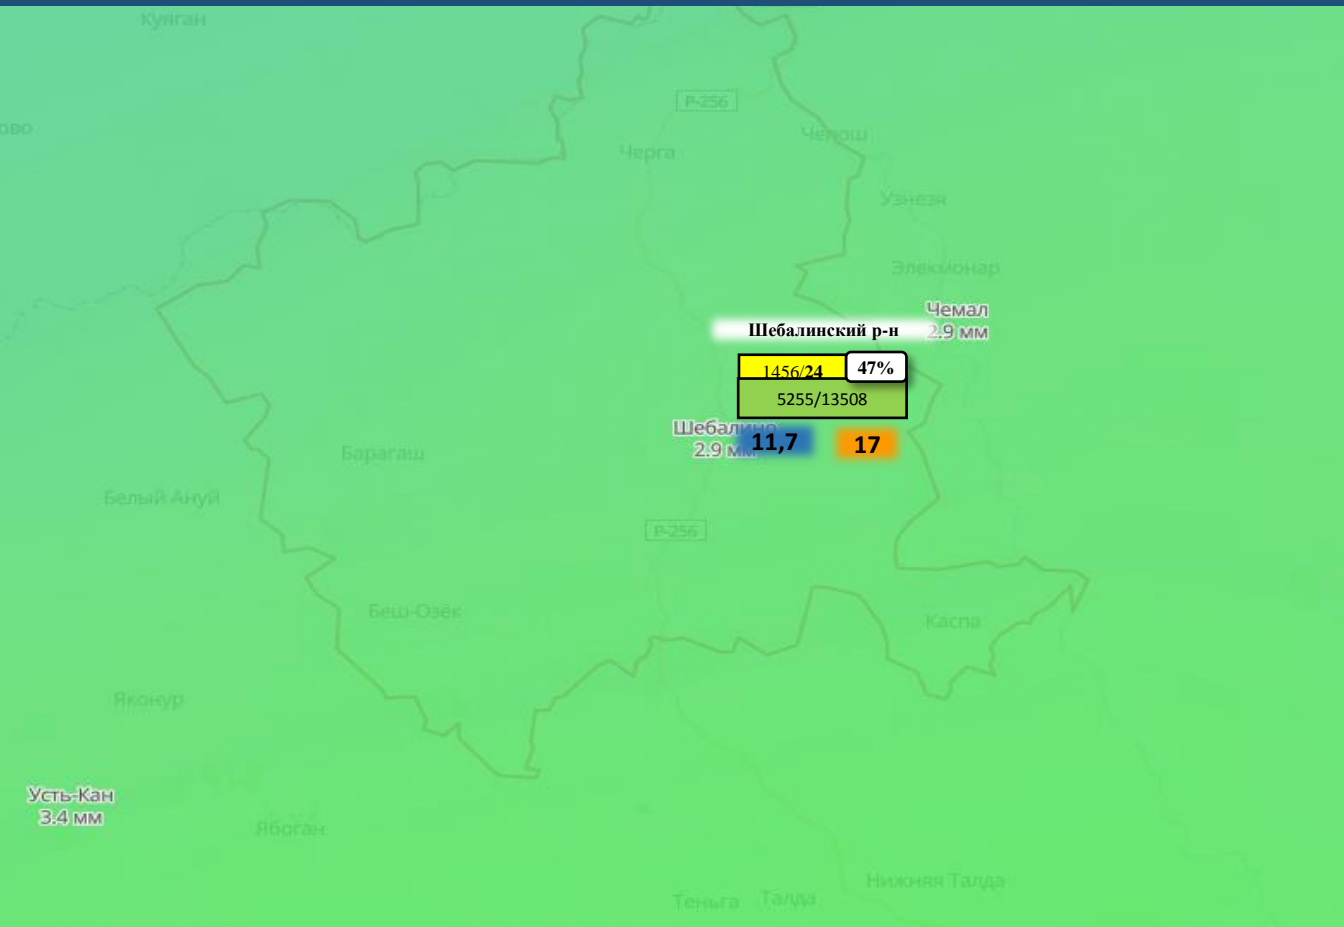 Куяган
ово
Р-256
Чепош
Черга
Узнезя
Элекмонар
Чемал
2.9 мм
Шебалинский р-н
1456/24
47%
5255/13508
Шебалино
2.9 мм
11,7
17
Барагаш
Белый Ануй
Р-256
Беш-Озёк
Каспа
Яконур
Усть-Кан
3.4 мм
Ябоган
Нижняя Талда
Теньга
Талда